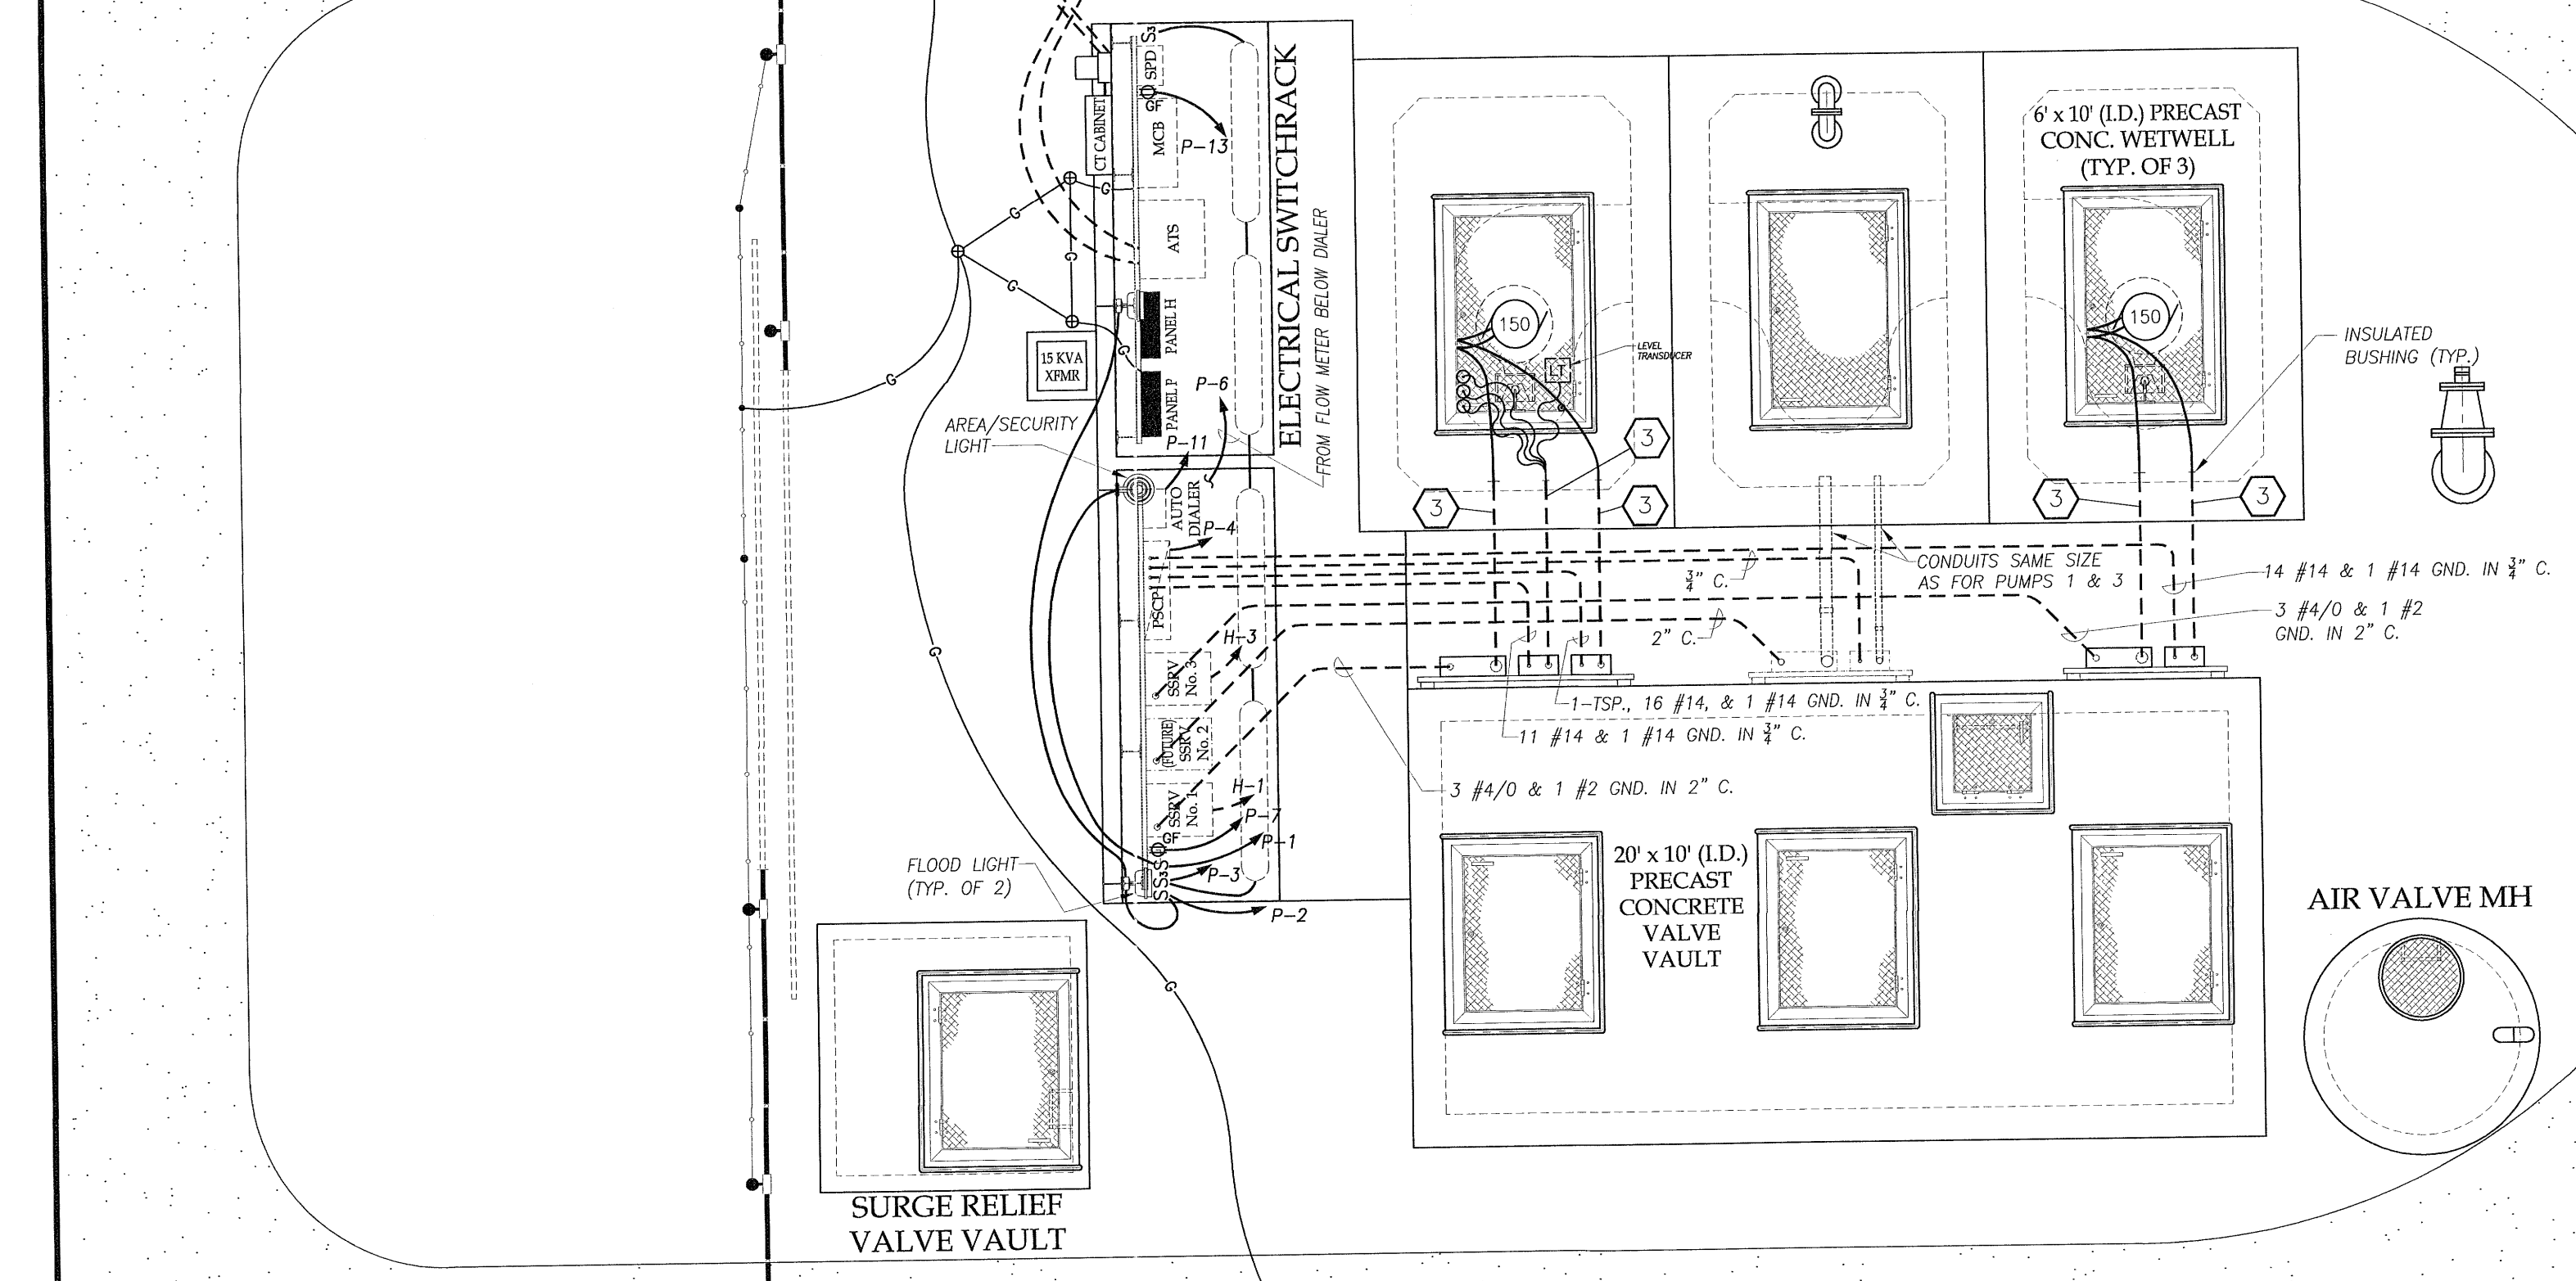 S3
SPD
GF
CT CABINET
MCB
P-13
G
G
G
G
ATS
ELECTRICAL SWITCHRACK
FROM FLOW METER BELOW DIALER
PANEL H
G
15 KVA
XFMR
PANEL P
P-6
G
AREA/SECURITY
LIGHT
P-11
AUTO
DIALER
P-4
PSCP
G
H-3
SSRV
No. 3
(FUTURE)
SSRV
No. 2
H-1
SSRV
No. 1
P-7
GF
P-1
P-3
S
S3
S
P-2
FLOOD LIGHT
(TYP. OF 2)
G
SURGE RELIEF
VALVE VAULT
6' x 10' (I.D.) PRECAST
CONC. WETWELL
(TYP. OF 3)
150
150
LEVEL
TRANSDUCER
LT
INSULATED
BUSHING (TYP.)
3
3
3
3
3
¾" C.
CONDUITS SAME SIZE
AS FOR PUMPS 1 & 3
14 #14 & 1 #14 GND. IN ¾" C.
3 #4/0 & 1 #2
GND. IN 2" C.
2" C.
1-TSP., 16 #14, & 1 #14 GND. IN ¾" C.
11 #14 & 1 #14 GND. IN ¾" C.
3 #4/0 & 1 #2 GND. IN 2" C.
20' x 10' (I.D.)
PRECAST
CONCRETE
VALVE
VAULT
AIR VALVE MH